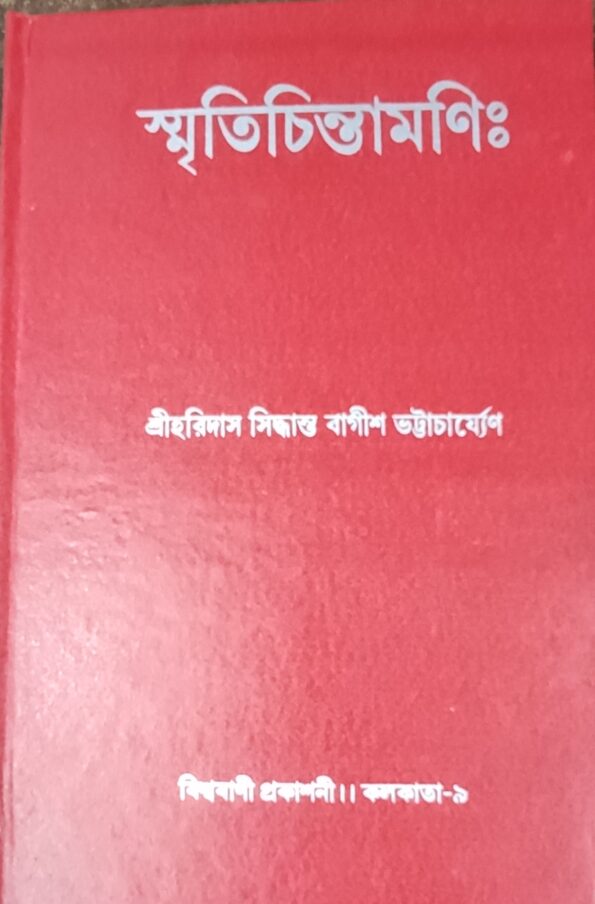 স্মৃতিচিন্তামণিঃ
শ্রীহরিদাস সিদ্ধান্ত বাগীশ ভট্টাচার্য্যেণ
বিশ্ববাণী প্রকাশনী।। কলকাতা-৯